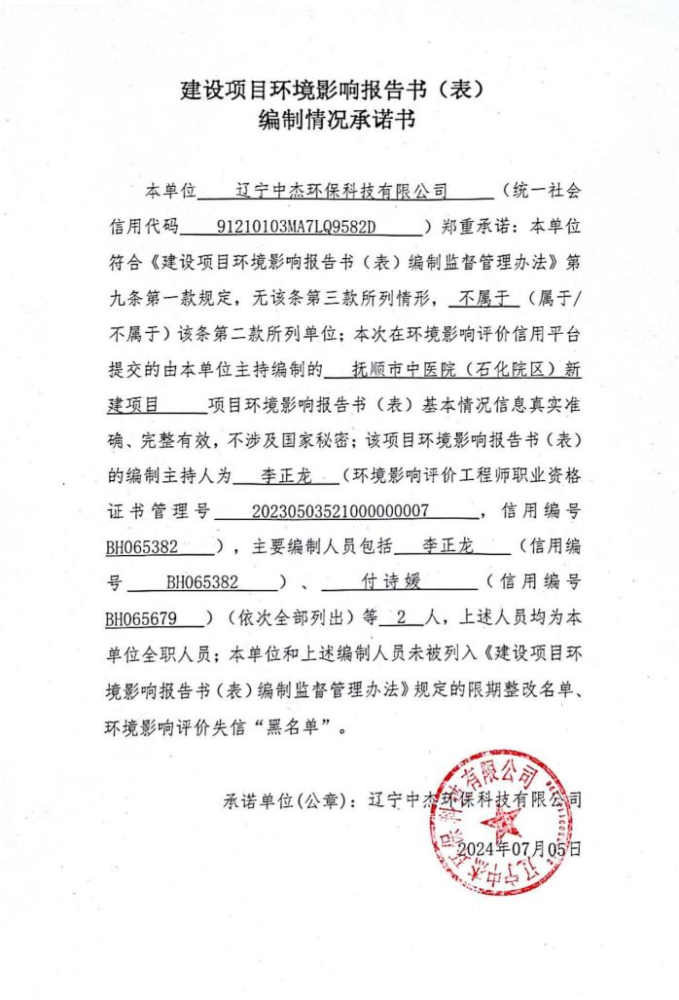 建设项目环境影响报告书（表）
编制情况承诺书
本单位 辽宁中杰环保科技有限公司 （统一社会
信用代码 91210103MA7LQ9582D ）郑重承诺：本单位
符合《建设项目环境影响报告书（表）编制监督管理办法》第
九条第一款规定，无该条第三款所列情形，不属于（属于/
不属于）该条第二款所列单位；本次在环境影响评价信用平台
提交的由本单位主持编制的 抚顺市中医院（石化院区）新
建项目 项目环境影响报告书（表）基本情况信息真实准
确、完整有效，不涉及国家秘密；该项目环境影响报告书（表）
的编制主持人为 李正龙 （环境影响评价工程师职业资格
证书管理号 20230503521000000007 ，信用编号
BH065382 ），主要编制人员包括 李正龙 （信用编
号 BH065382 ）、 付诗媛 （信用编号
BH065679 ）（依次全部列出）等 2 人，上述人员均为本
单位全职人员；本单位和上述编制人员未被列入《建设项目环
境影响报告书（表）编制监督管理办法》规定的限期整改名单、
环境影响评价失信“黑名单”。
承诺单位(公章)：辽宁中杰环保科技有限公司
2024年07月05日
辽宁中杰环保科技有限公司